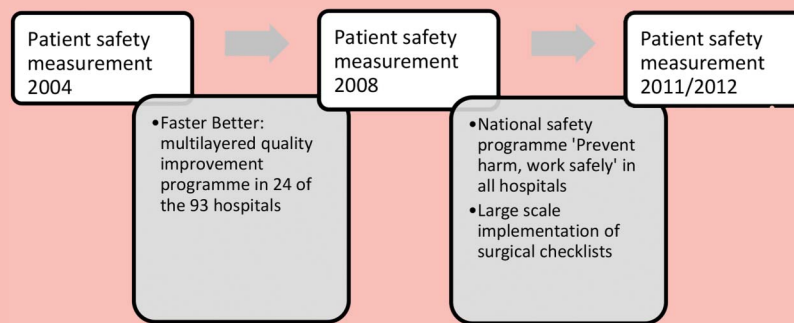 Patient safety
measurement
2004
Patient safety
measurement
2008
Patient safety
measurement
2011/2012
•Faster Better:
multilayered quality
improvement
programme in 24 of
the 93 hospitals
•National safety
programme 'Prevent
harm, work safely' in
all hospitals
•Large scale
implementation of
surgical checklists